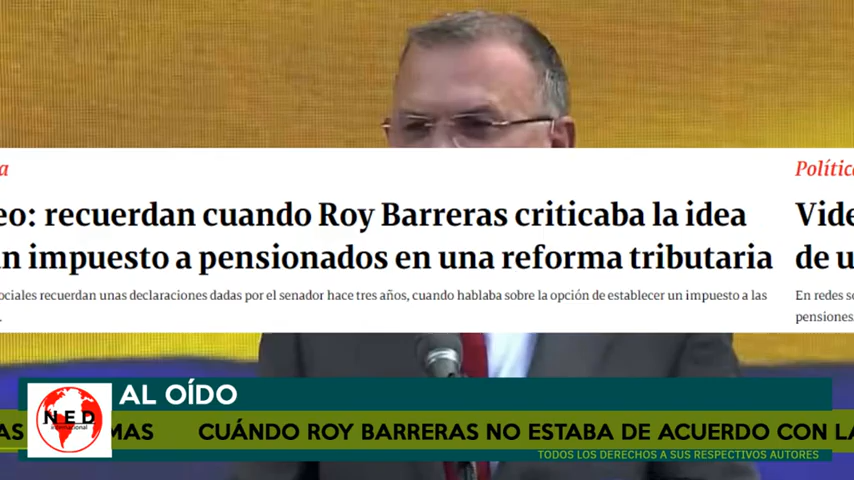 a
eo: recuerdan cuando Roy Barreras criticaba la idea
n impuesto a pensionados en una reforma tributaria
ociales recuerdan unas declaraciones dadas por el senador hace tres años, cuando hablaba sobre la opción de establecer un impuesto a las
.
Polític
Vide
de u
En redes so
pensiones.
NED
internacional
AL OÍDO
AS
MAS CUÁNDO ROY BARRERAS NO ESTABA DE ACUERDO CON LA
TODOS LOS DERECHOS A SUS RESPECTIVOS AUTORES